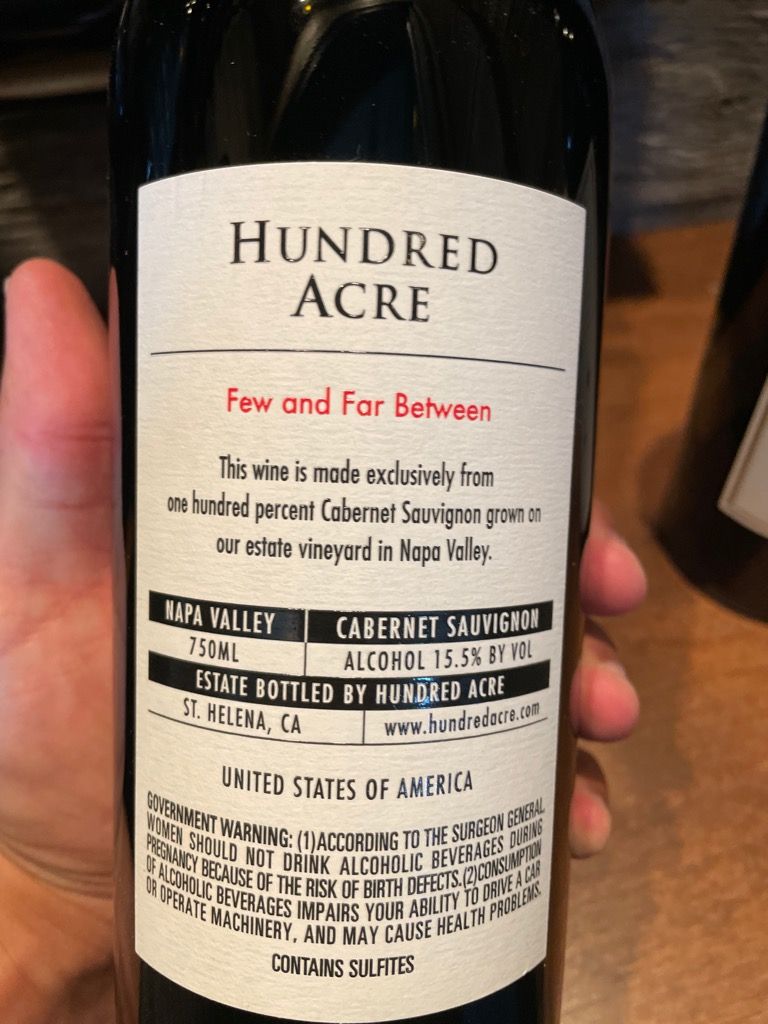 HUNDRED
ACRE
Few and Far Between
This wine is made exclusively from
one hundred percent Cabernet Sauvignon grown on
our estate vineyard in Napa Valley.
NAPA VALLEY CABERNET SAUVIGNON
750ML ALCOHOL 15.5% BY VOL
ESTATE BOTTLED BY HUNDRED ACRE
ST. HELENA, CA www.hundredacre.com
UNITED STATES OF AMERICA
GOVERNMENT WARNING: (1)ACCORDING TO THE SURGEON GENERAL,
WOMEN SHOULD NOT DRINK ALCOHOLIC BEVERAGES DURING
PREGNANCY BECAUSE OF THE RISK OF BIRTH DEFECTS.(2)CONSUMPTION
OF ALCOHOLIC BEVERAGES IMPAIRS YOUR ABILITY TO DRIVE A CAR
OR OPERATE MACHINERY, AND MAY CAUSE HEALTH PROBLEMS.
CONTAINS SULFITES